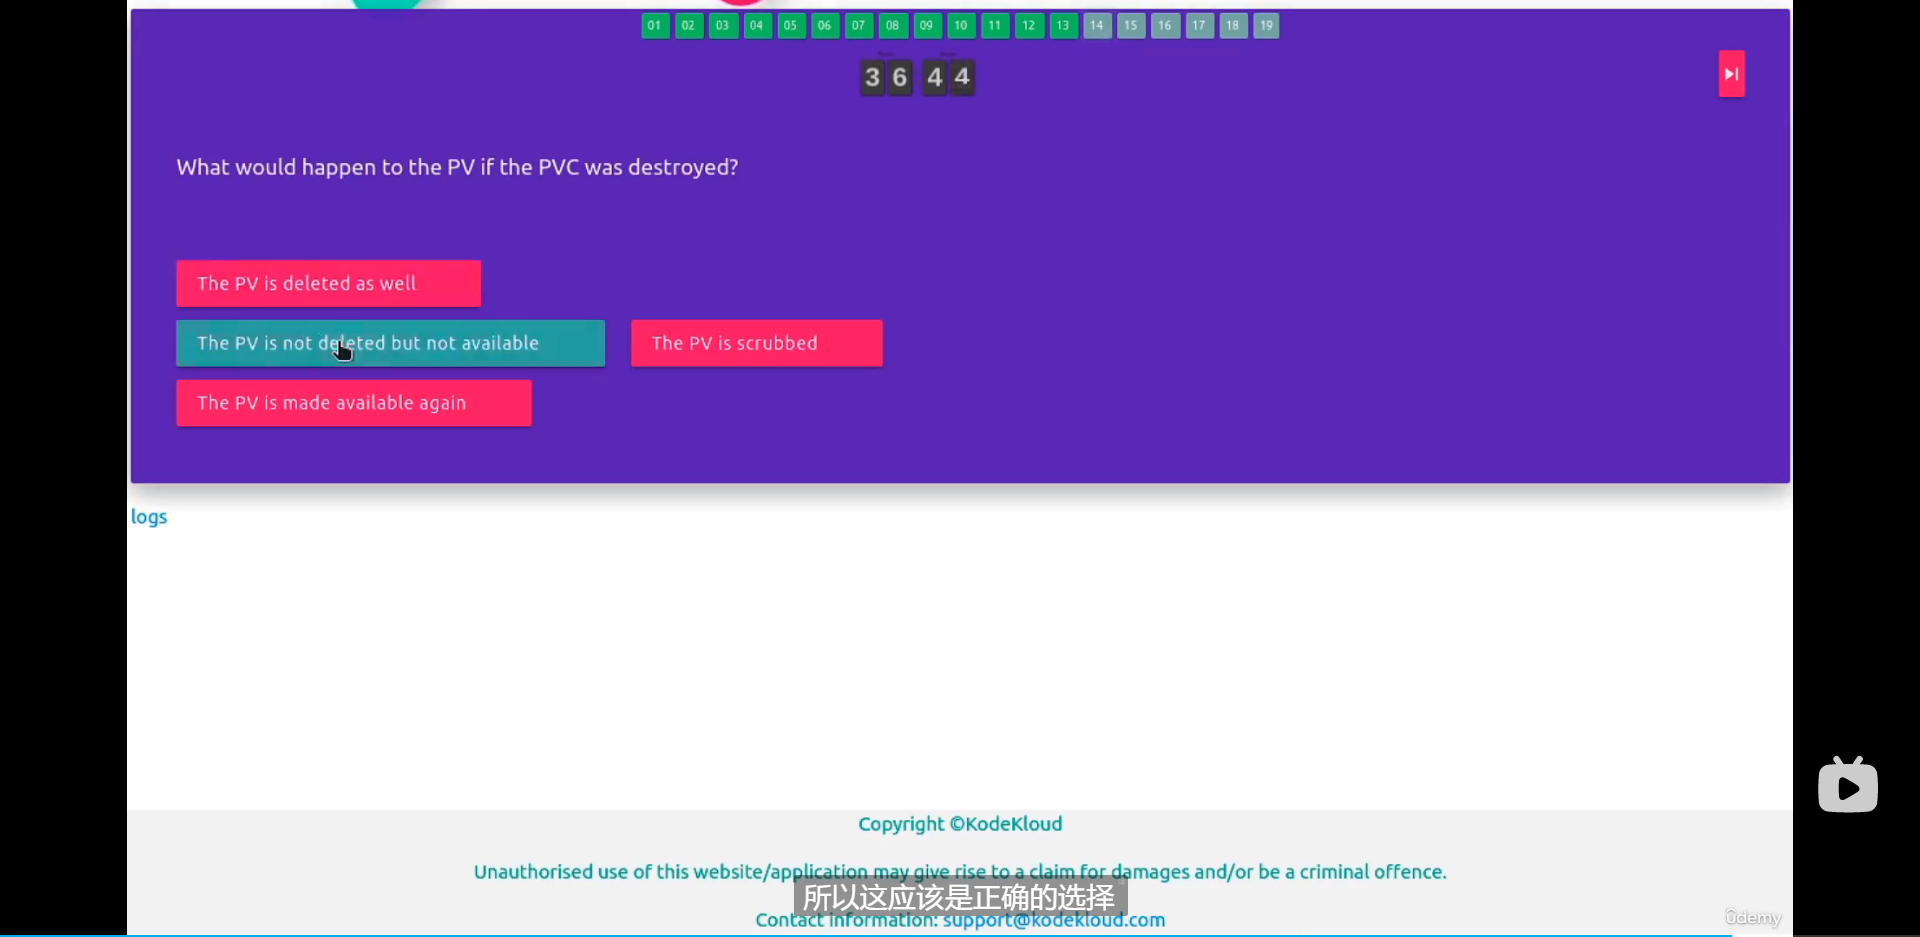 01 02 03 04 05 06 07 08 09 10 11 12 13 14 15 16 17 18 19
36 44
What would happen to the PV if the PVC was destroyed?
The PV is deleted as well
The PV is not deleted but not available
The PV is scrubbed
The PV is made available again
logs
Copyright ©KodeKloud
Unauthorised use of this website/application may give rise to a claim for damages and/or be a criminal offence.
所以这应该是正确的选择
Contact information: support@kodekloud.com
ûdemy